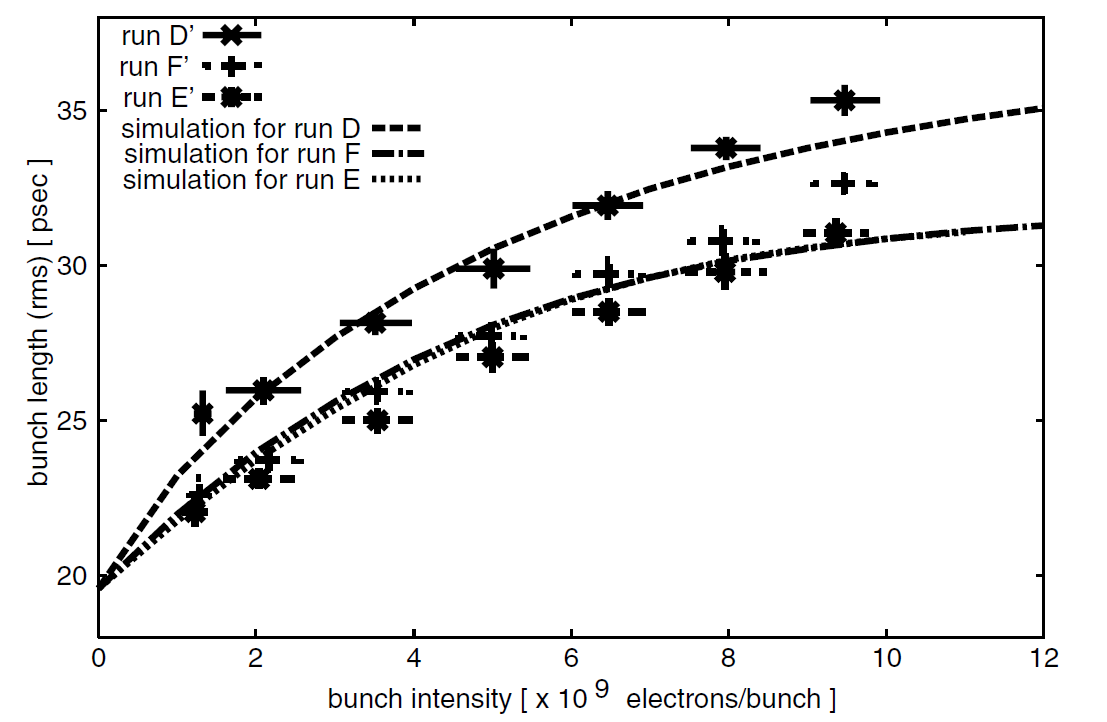 run D'
run F'
run E'
simulation for run D
simulation for run F
simulation for run E
35
30
25
20
bunch length (rms) [ psec ]
0 2 4 6 8 10 12
bunch intensity [ x 10 9 electrons/bunch ]